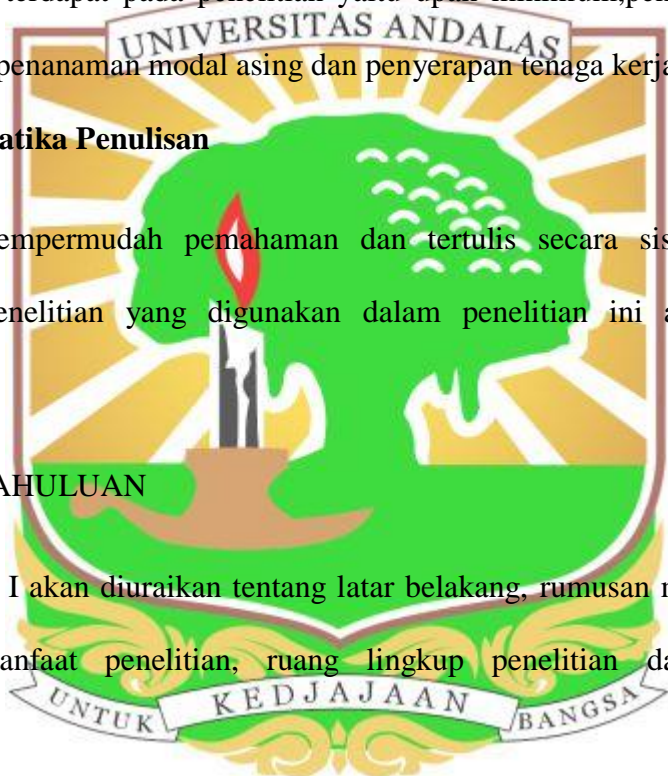 terdapat pada penelitian yaitu upah minimum,
UNIVERSITAS ANDALAS
penanaman modal asing dan penyerapan tenaga kerja
atika Penulisan
empermudah pemahaman dan tertulis secara sis
enelitian yang digunakan dalam penelitian ini a
AHULUAN
I akan diuraikan tentang latar belakang, rumusan m
anfaat penelitian, ruang lingkup penelitian da
UNTUK KEDJAJAAN BANGSA